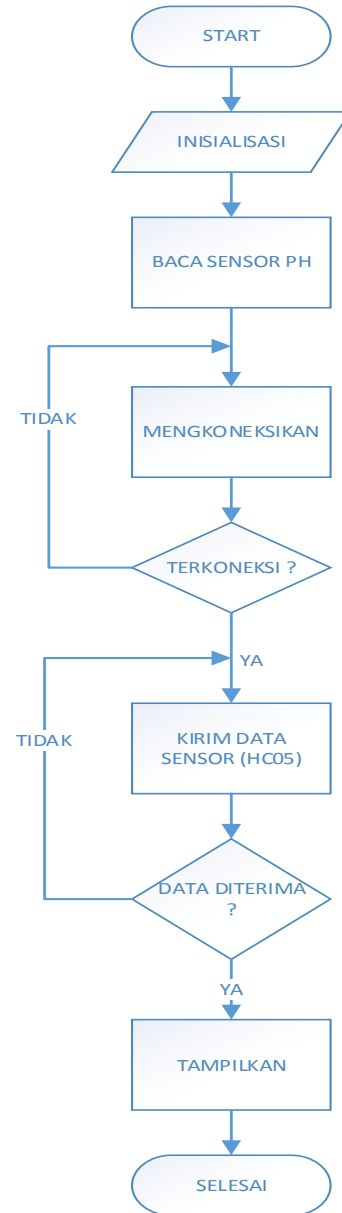 START
INISIALISASI
BACA SENSOR PH
TIDAK
MENGKONEKSIKAN
TERKONEKSI ?
YA
TIDAK
KIRIM DATA
SENSOR (HC05)
DATA DITERIMA
?
YA
TAMPILKAN
SELESAI